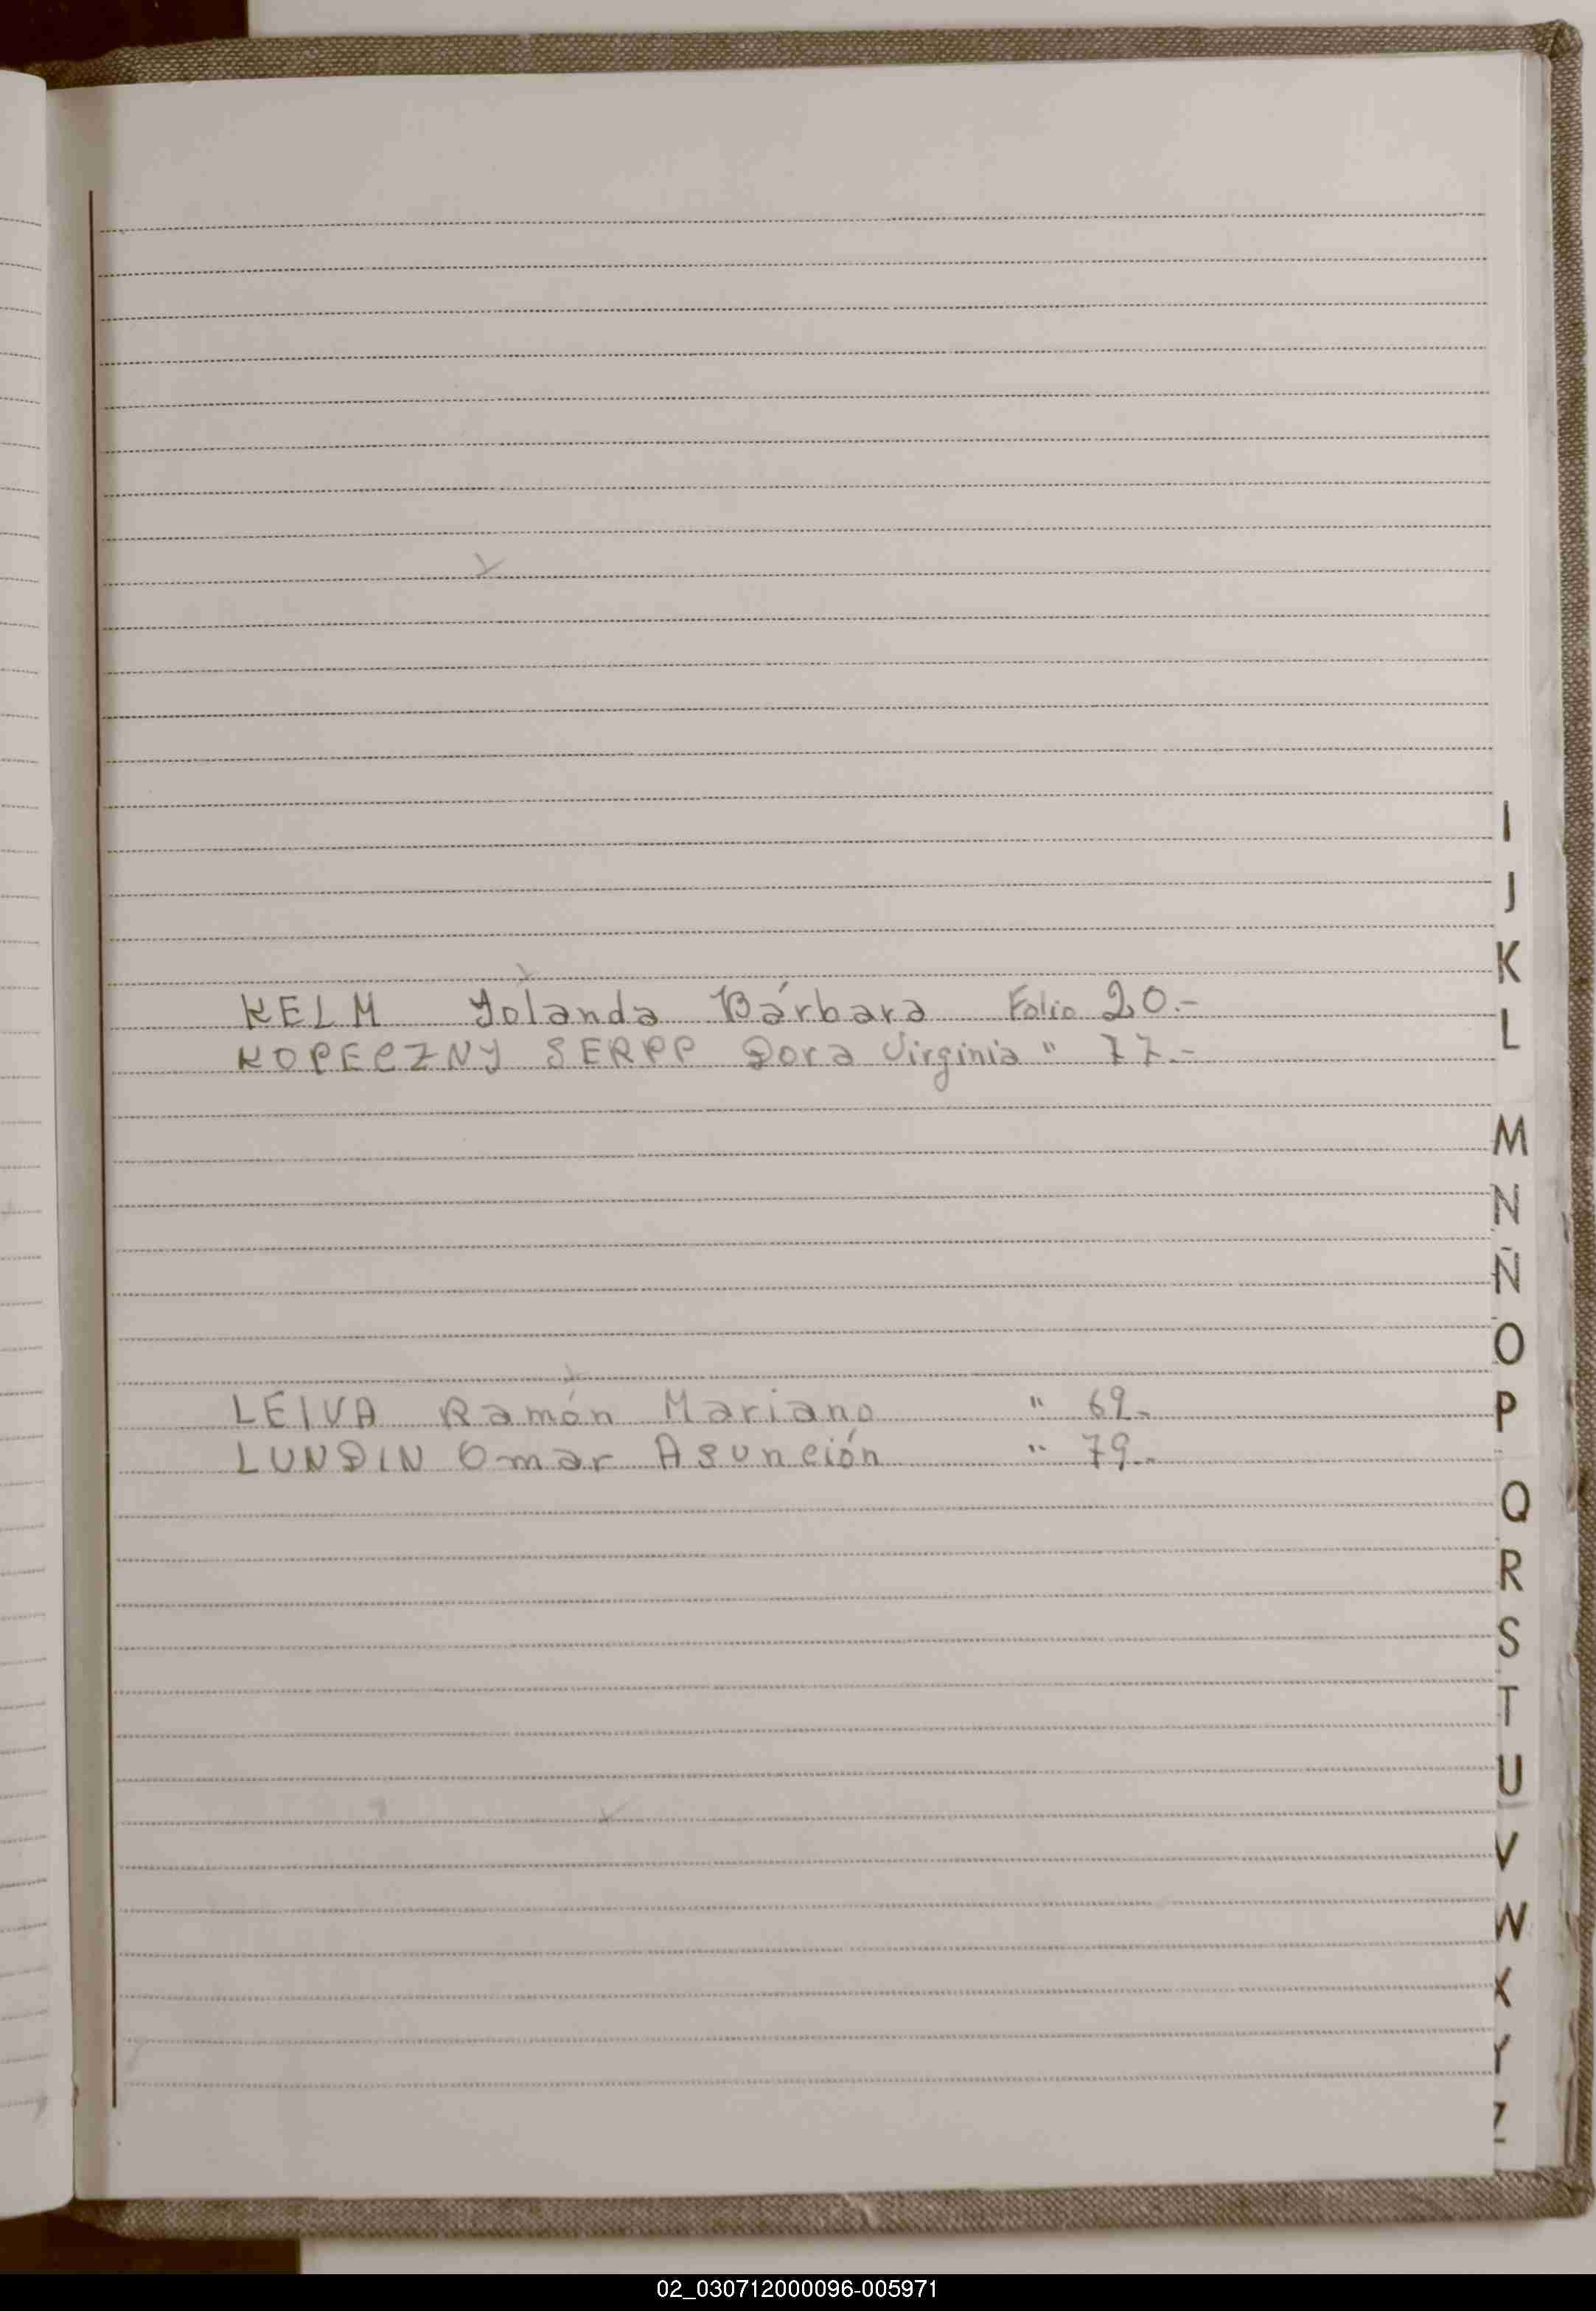 KELM Yolanda Bárbara Folio 20.-
KOPECZNY SERPP Dora Virginia " 77.-
LEIVA Ramón Mariano " 69.-
LUNDIN Omar Asunción " 79.-
I
J
K
L
M
N
Ñ
O
P
Q
R
S
T
U
V
W
X
Y
Z
02_030712000096-005971